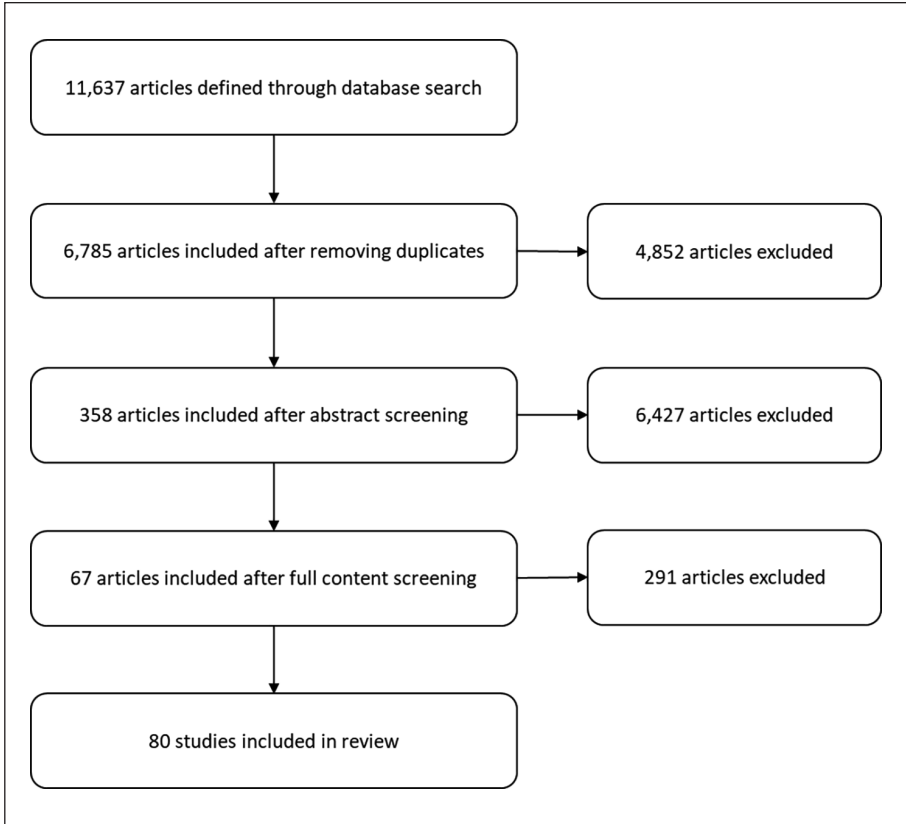 11,637 articles defined through database search
6,785 articles included after removing duplicates
4,852 articles excluded
358 articles included after abstract screening
6,427 articles excluded
67 articles included after full content screening
291 articles excluded
80 studies included in review